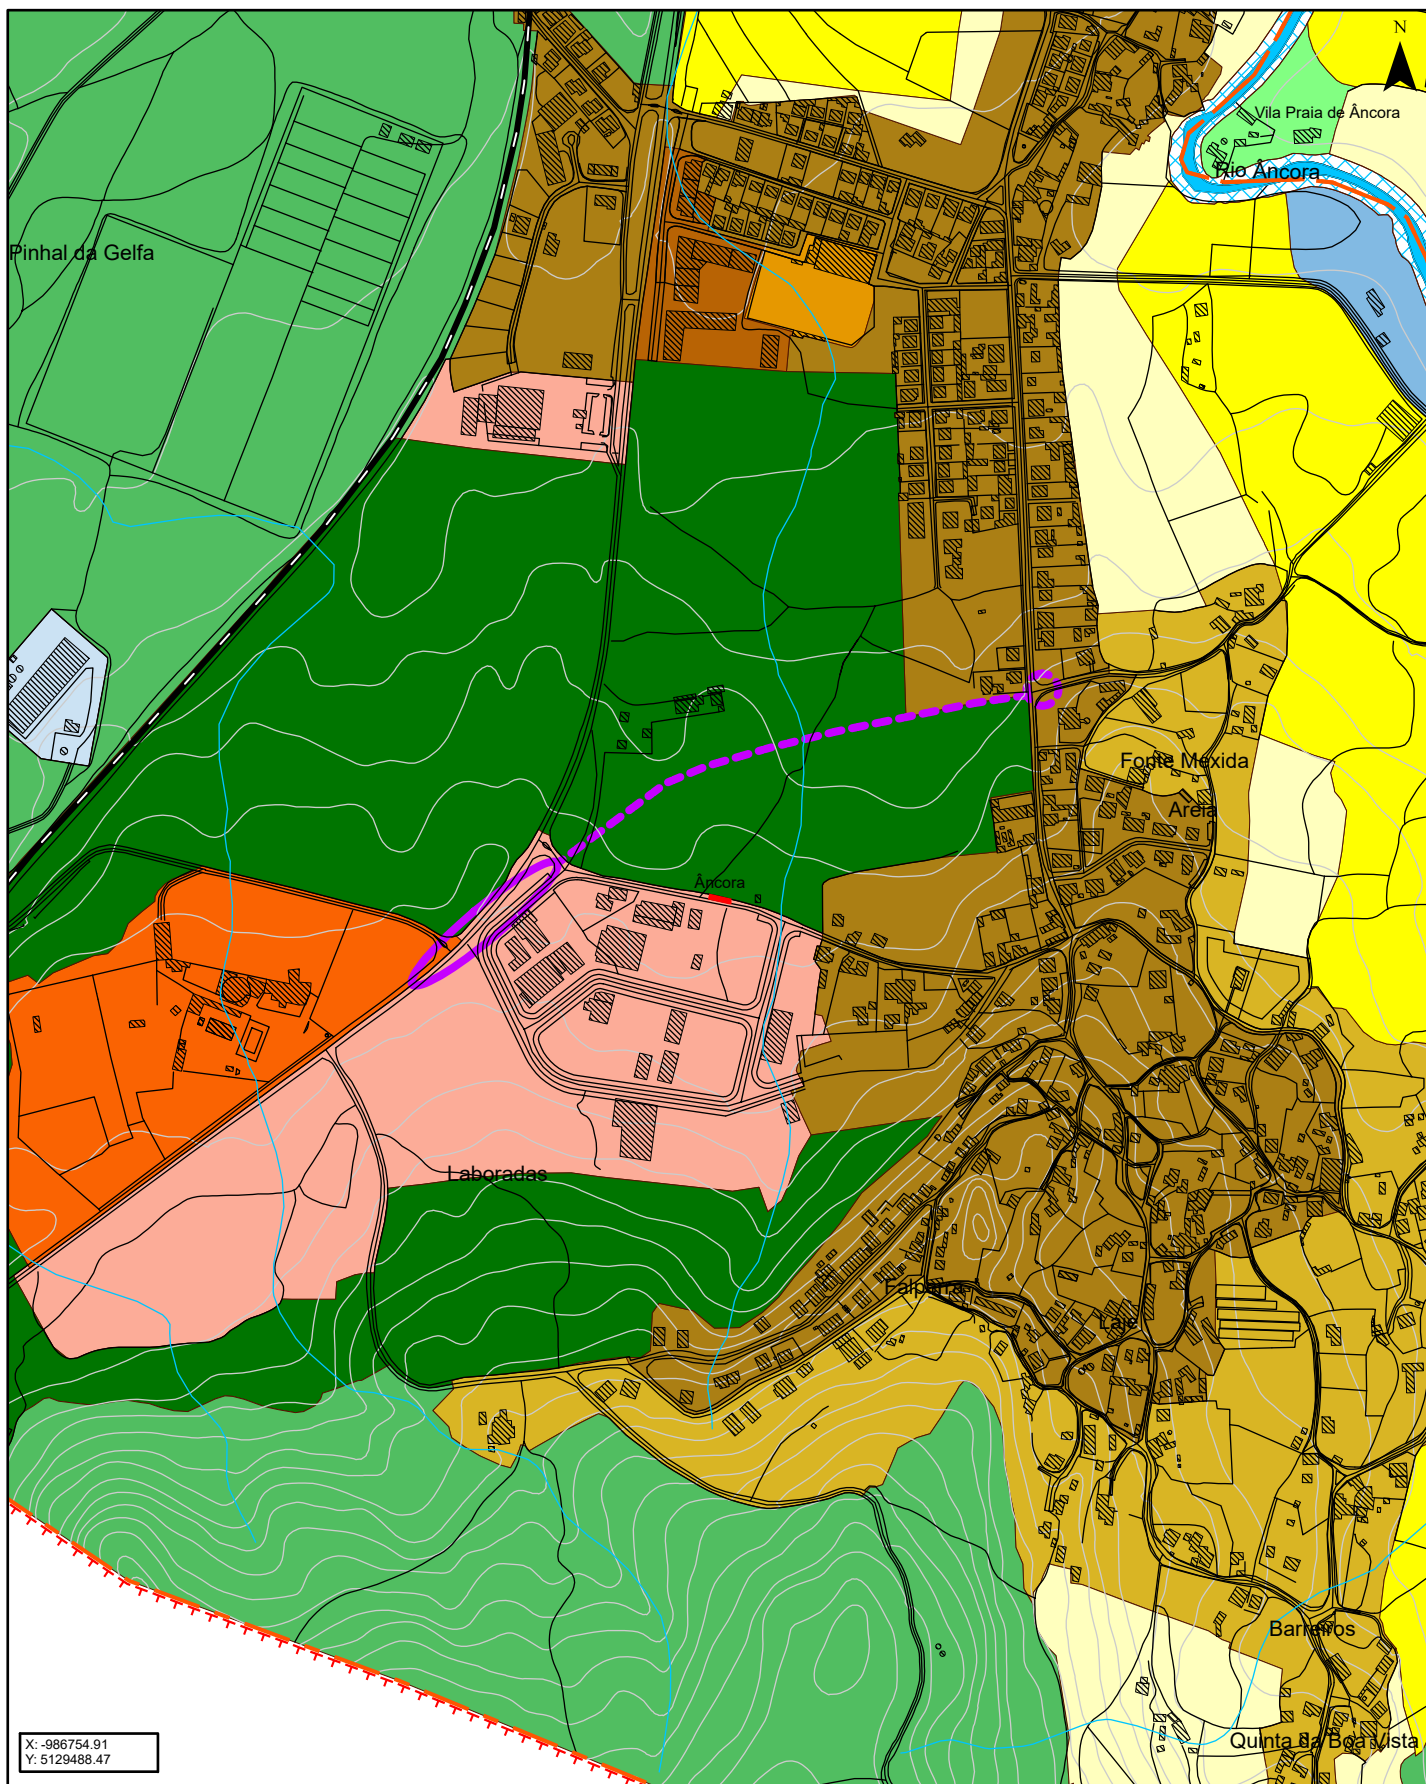 N
Vila Praia de Âncora
Rio Âncora
Pinhal da Gelfa
Fonte Mexida
Areia
Âncora
Laboradas
Falparra
Laje
Barreiros
Quinta da Boa Vista
X: -986754.91
Y: 5129488.47